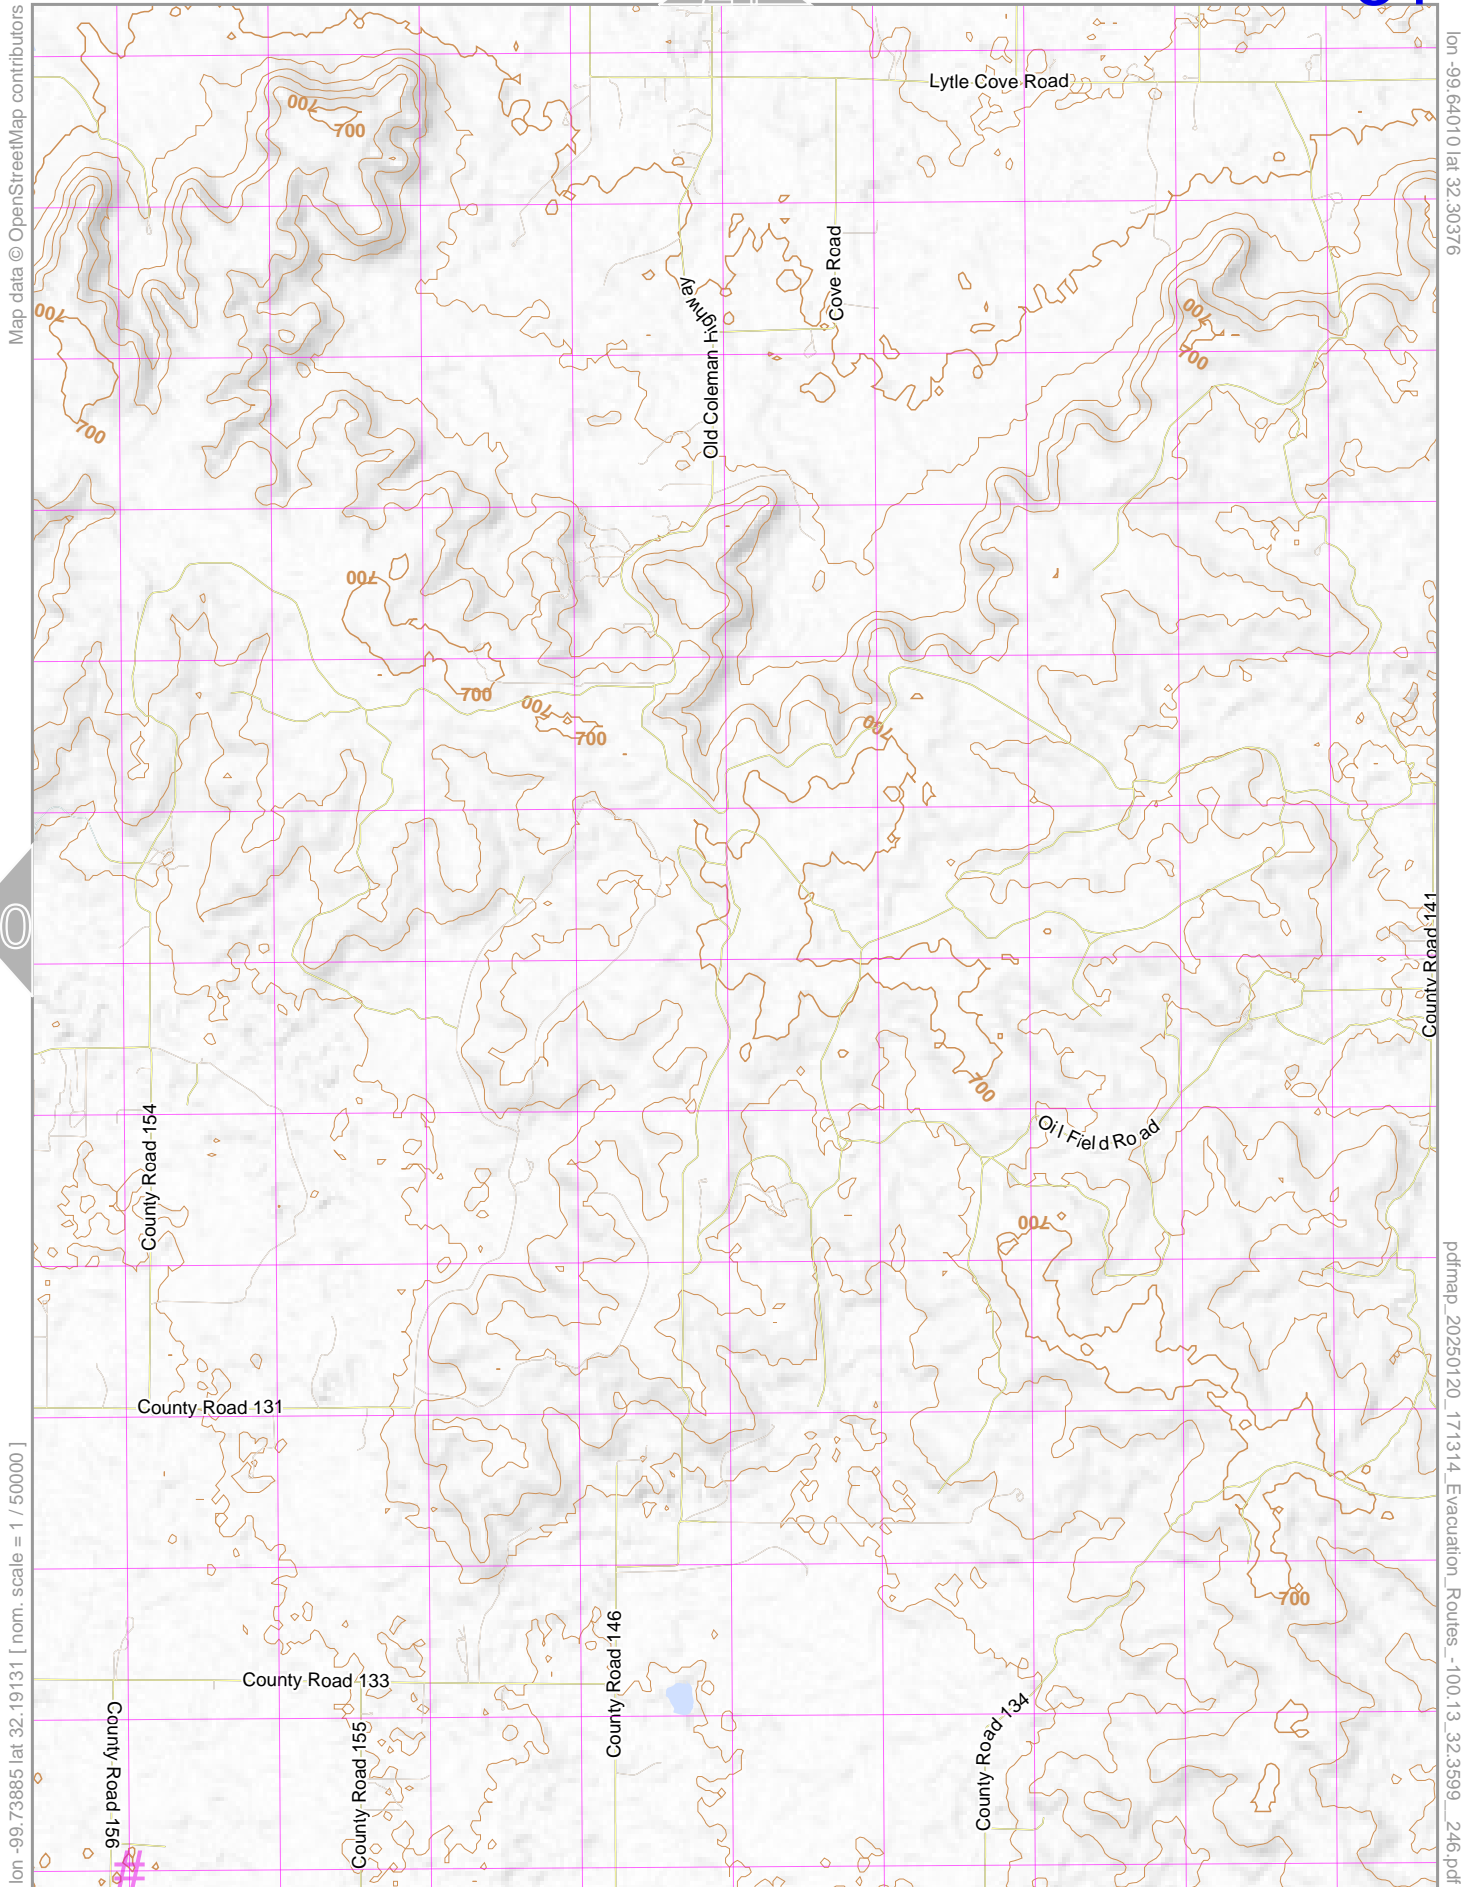 Map data © OpenStreetMap contributors
lon -99.64010 lat 32.30376
Lytle Cove Road
700
700
Cove Road
Old Coleman Highway
700
700
700
700
700
700
700
700
700
0
County Road 141
700
Oil Field Road
County Road 154
700
County Road 131
700
County Road 133
County Road 146
County Road 134
County Road 156
County Road 155
#
lon -99.73885 lat 32.19131 [ nom. scale = 1 / 50000 ]
pdfmap_20250120_171314_Evacuation_Routes_-100.13_32.3599__246.pdf